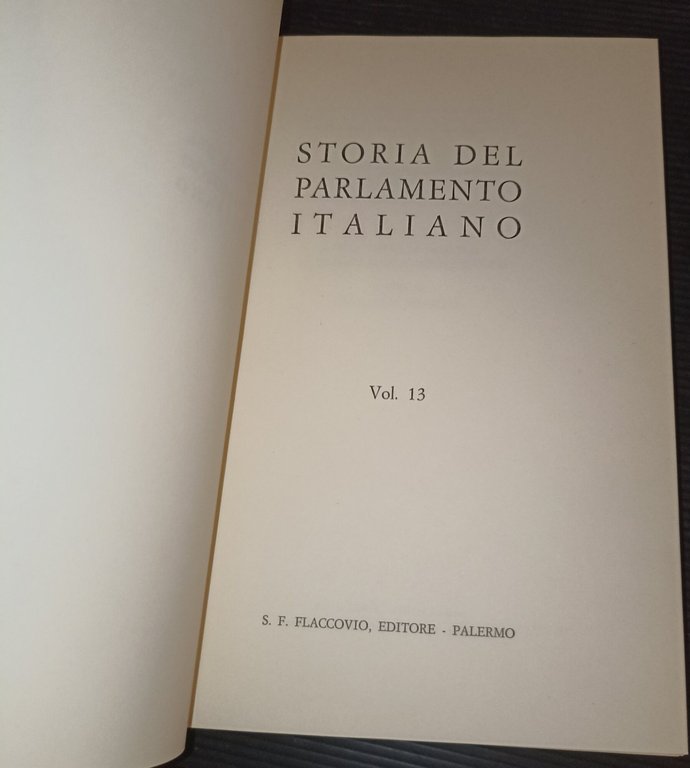 STORIA DEL
PARLAMENTO
ITALIANO
Vol. 13
S. F. FLACCOVIO, EDITORE - PALERMO